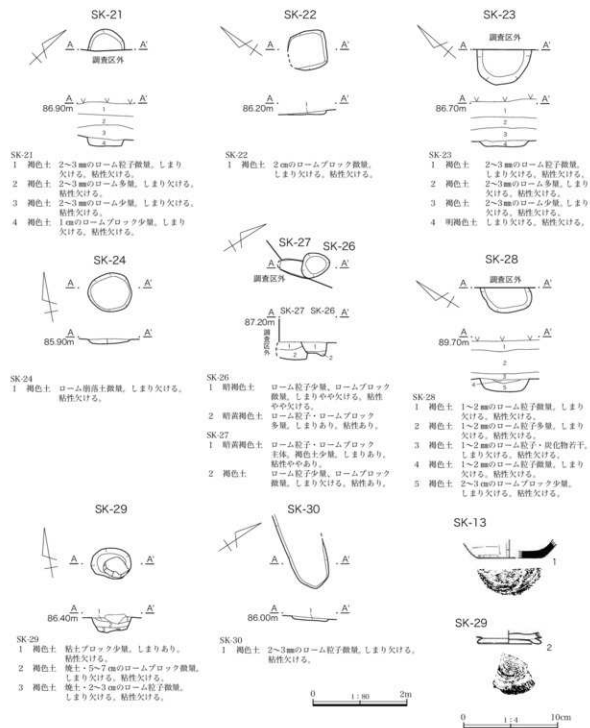 SK-21
A A'
調査区外
86.90m A A'
1
2
3
4
SK-21
1 褐色土 2～3㎜のローム粒子微量。しまり
欠ける。粘性欠ける。
2 褐色土 2～3㎜のローム多量。しまり欠ける。
粘性欠ける。
3 褐色土 2～3㎜のローム少量。しまり欠ける。
粘性欠ける。
4 褐色土 1㎝のロームブロック少量。しまり
欠ける。粘性欠ける。
SK-22
A A'
86.20m A A'
1
SK-22
1 褐色土 2㎝のロームブロック微量。
しまり欠ける。粘性欠ける。
SK-23
調査区外
A A'
86.70m A A'
1
2
3
4
SK-23
1 褐色土 2～3㎜のローム粒子微量。
しまり欠ける。粘性欠ける。
2 褐色土 2～3㎜のローム多量。しまり
欠ける。粘性欠ける。
3 褐色土 2～3㎜のローム少量。しまり
欠ける。粘性欠ける。
4 明褐色土 しまり欠ける。粘性欠ける。
SK-24
A A'
85.90m A A'
1
SK-24
1 褐色土 ローム崩落土微量。しまり欠ける。
粘性欠ける。
SK-27 SK-26
A A'
調査区外
87.20m A SK-27 SK-26 A'
調査区外
1 1
2 2
SK-26
1 暗褐色土 ローム粒子少量、ロームブロック
微量。しまりやや欠ける。粘性
やや欠ける。
2 暗黄褐色土 ローム粒子・ロームブロック
多量。しまりあり。粘性あり。
SK-27
1 暗黄褐色土 ローム粒子・ロームブロック
主体、褐色土少量。しまりあり。
粘性ややあり。
2 褐色土 ローム粒子少量、ロームブロック
微量。しまり欠ける。粘性あり。
SK-28
調査区外
A A'
89.70m A A'
1
2
3
4 5
SK-28
1 褐色土 1～2㎜のローム粒子微量。しまり
欠ける。粘性欠ける。
2 褐色土 1～2㎜のローム粒子多量。しまり
欠ける。粘性欠ける。
3 褐色土 1～2㎜のローム粒子・炭化物若干。
しまり欠ける。粘性欠ける。
4 褐色土 1～2㎜のローム粒子微量。しまり
欠ける。粘性欠ける。
5 褐色土 2～3㎝のロームブロック少量。
しまり欠ける。粘性欠ける。
SK-29
A A'
86.40m A 1 A'
SK-29
1 褐色土 粘土ブロック少量。しまりあり。
粘性欠ける。
2 褐色土 焼土・5～7㎝のロームブロック微量。
しまり欠ける。粘性欠ける。
3 褐色土 焼土・2～3㎝のローム粒子微量。
しまり欠ける。粘性欠ける。
SK-30
A A'
86.00m A A'
1
SK-30
1 褐色土 2～3㎜のローム粒子微量。しまり欠ける。
粘性欠ける。
0 1 : 80 2m
SK-13
1
SK-29
2
0 1 : 4 10cm